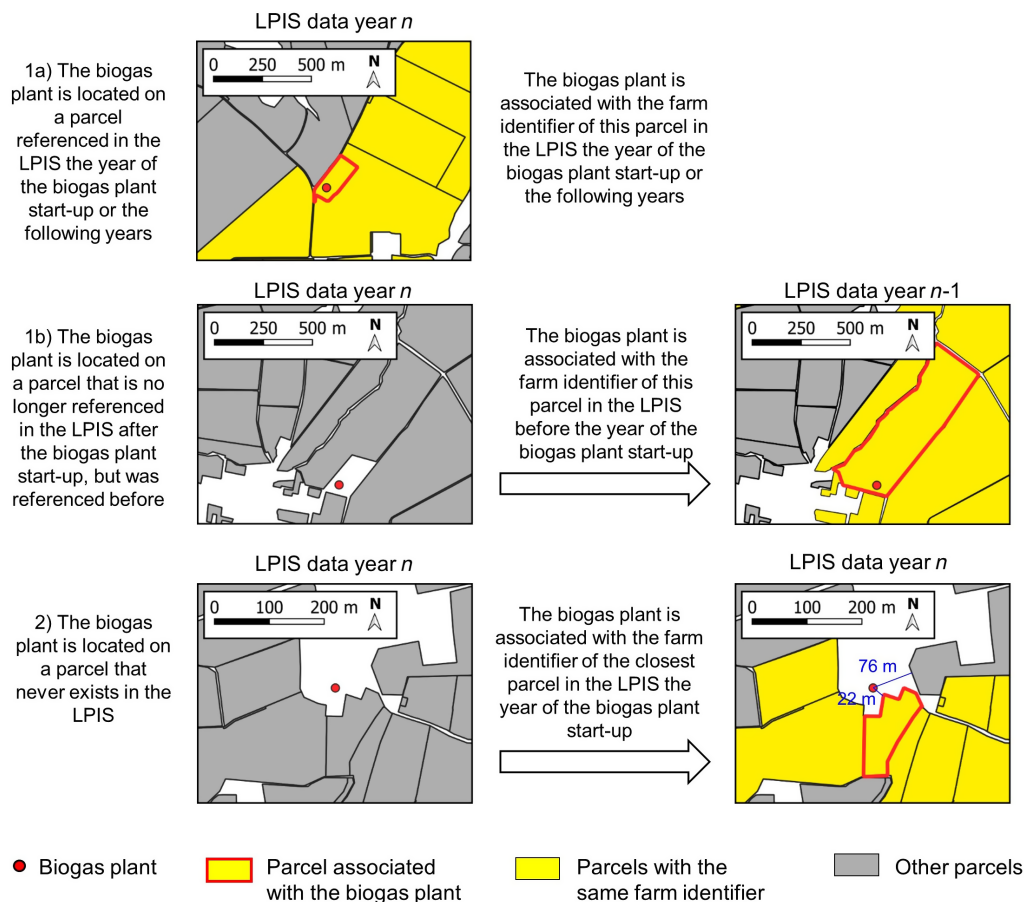 LPIS data year n
1a) The biogas
plant is located on
a parcel
referenced in the
LPIS the year of
the biogas plant
start-up or the
following years
0 250 500 m
N
The biogas plant is
associated with the farm
identifier of this parcel in
the LPIS the year of the
biogas plant start-up or
the following years
LPIS data year n
LPIS data year n-1
1b) The biogas
plant is located on
a parcel that is no
longer referenced
in the LPIS after
the biogas plant
start-up, but was
referenced before
0 250 500 m
N
The biogas plant is
associated with the
farm identifier of this
parcel in the LPIS
before the year of the
biogas plant start-up
0 250 500 m
N
LPIS data year n
LPIS data year n
2) The biogas
plant is located on
a parcel that
never exists in the
LPIS
0 100 200 m
N
The biogas plant is
associated with the farm
identifier of the closest
parcel in the LPIS the
year of the biogas plant
start-up
0 100 200 m
N
76 m
22 m
Biogas plant
Parcel associated
with the biogas plant
Parcels with the
same farm identifier
Other parcels